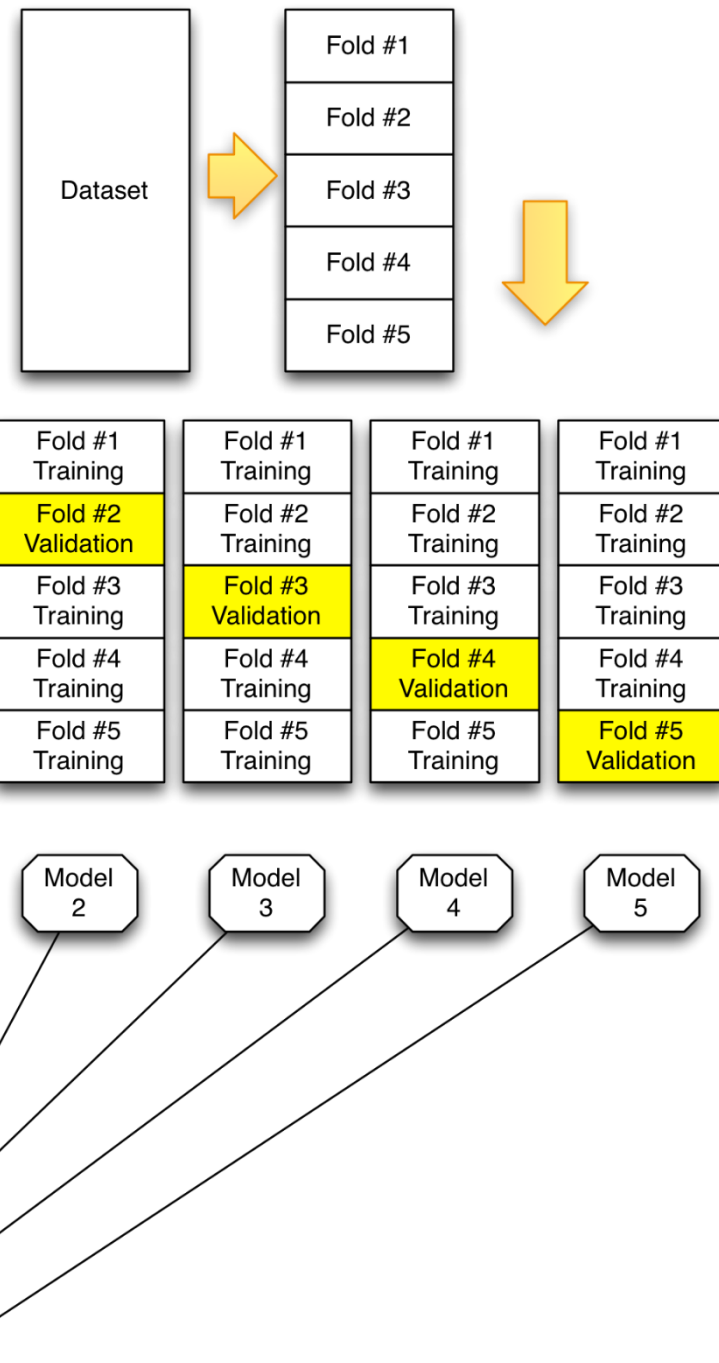 Dataset
Fold #1
Fold #2
Fold #3
Fold #4
Fold #5
Fold #1
Training
Fold #2
Validation
Fold #3
Training
Fold #4
Training
Fold #5
Training
Fold #1
Training
Fold #2
Training
Fold #3
Validation
Fold #4
Training
Fold #5
Training
Fold #1
Training
Fold #2
Training
Fold #3
Training
Fold #4
Validation
Fold #5
Training
Fold #1
Training
Fold #2
Training
Fold #3
Training
Fold #4
Training
Fold #5
Validation
Model
2
Model
3
Model
4
Model
5